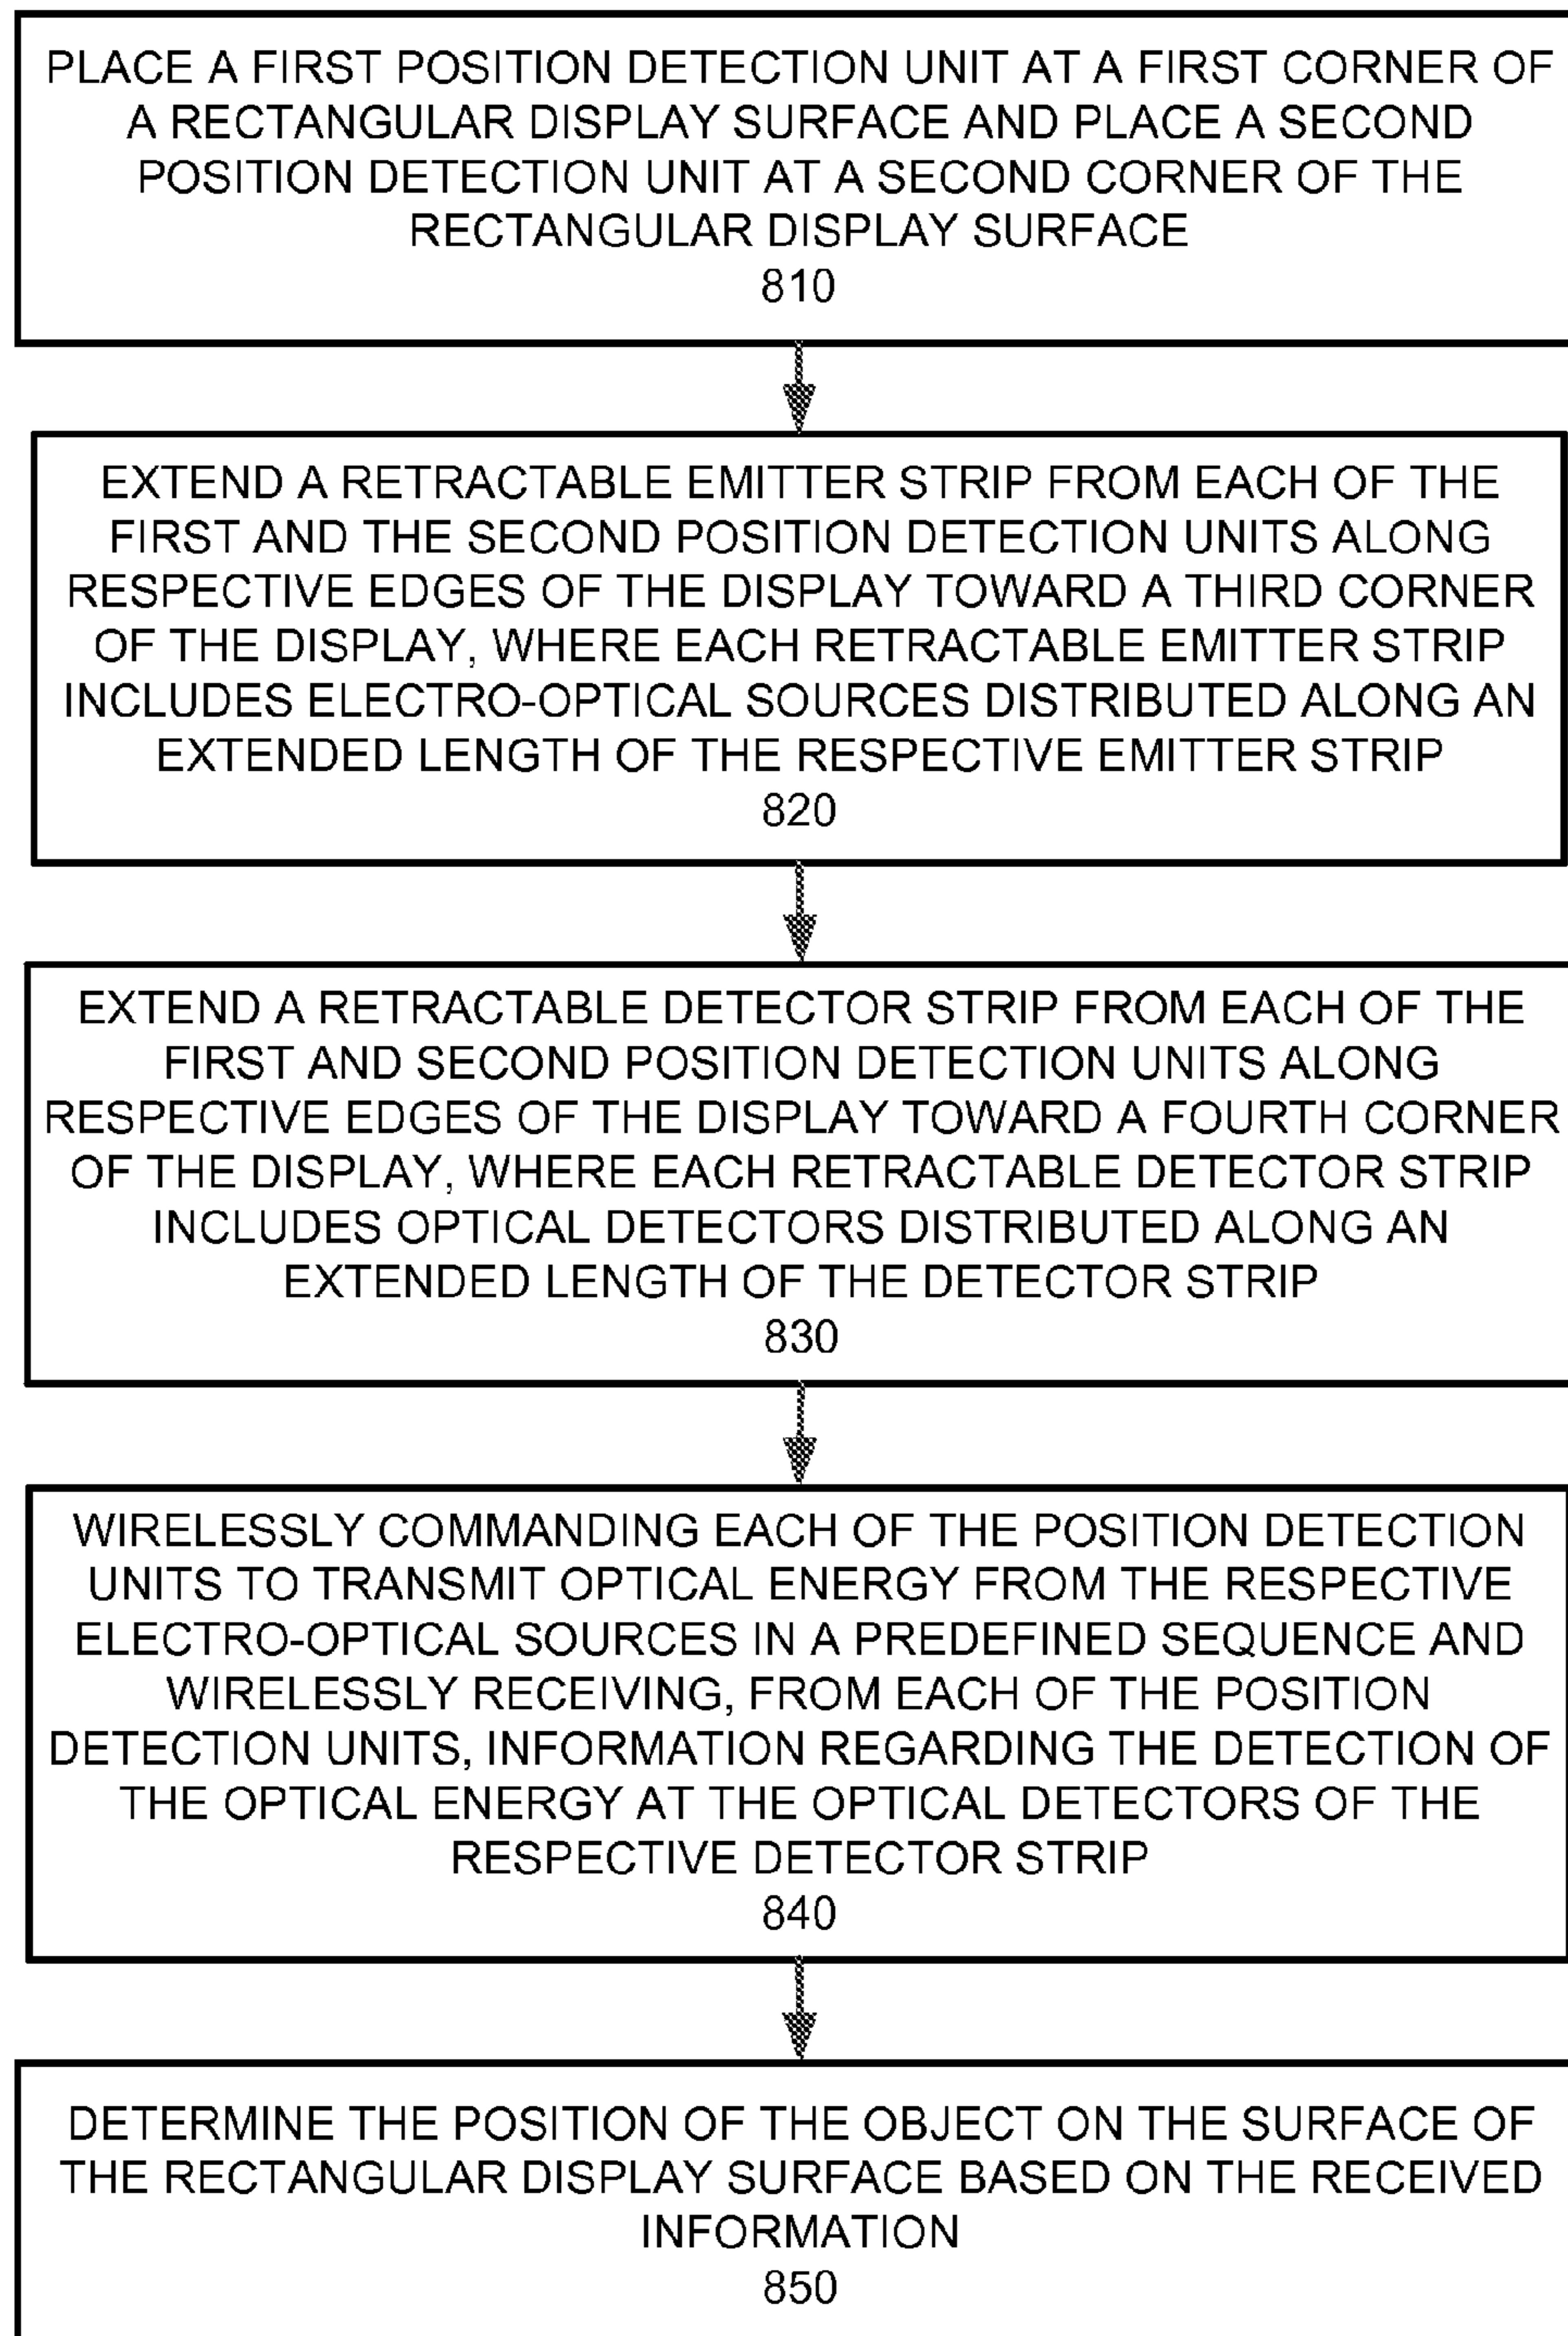 PLACE A FIRST POSITION DETECTION UNIT AT A FIRST CORNER OF
A RECTANGULAR DISPLAY SURFACE AND PLACE A SECOND
POSITION DETECTION UNIT AT A SECOND CORNER OF THE
RECTANGULAR DISPLAY SURFACE
810
EXTEND A RETRACTABLE EMITTER STRIP FROM EACH OF THE
FIRST AND THE SECOND POSITION DETECTION UNITS ALONG
RESPECTIVE EDGES OF THE DISPLAY TOWARD A THIRD CORNER
OF THE DISPLAY, WHERE EACH RETRACTABLE EMITTER STRIP
INCLUDES ELECTRO-OPTICAL SOURCES DISTRIBUTED ALONG AN
EXTENDED LENGTH OF THE RESPECTIVE EMITTER STRIP
820
EXTEND A RETRACTABLE DETECTOR STRIP FROM EACH OF THE
FIRST AND SECOND POSITION DETECTION UNITS ALONG
RESPECTIVE EDGES OF THE DISPLAY TOWARD A FOURTH CORNER
OF THE DISPLAY, WHERE EACH RETRACTABLE DETECTOR STRIP
INCLUDES OPTICAL DETECTORS DISTRIBUTED ALONG AN
EXTENDED LENGTH OF THE DETECTOR STRIP
830
WIRELESSLY COMMANDING EACH OF THE POSITION DETECTION
UNITS TO TRANSMIT OPTICAL ENERGY FROM THE RESPECTIVE
ELECTRO-OPTICAL SOURCES IN A PREDEFINED SEQUENCE AND
WIRELESSLY RECEIVING, FROM EACH OF THE POSITION
DETECTION UNITS, INFORMATION REGARDING THE DETECTION OF
THE OPTICAL ENERGY AT THE OPTICAL DETECTORS OF THE
RESPECTIVE DETECTOR STRIP
840
DETERMINE THE POSITION OF THE OBJECT ON THE SURFACE OF
THE RECTANGULAR DISPLAY SURFACE BASED ON THE RECEIVED
INFORMATION
850